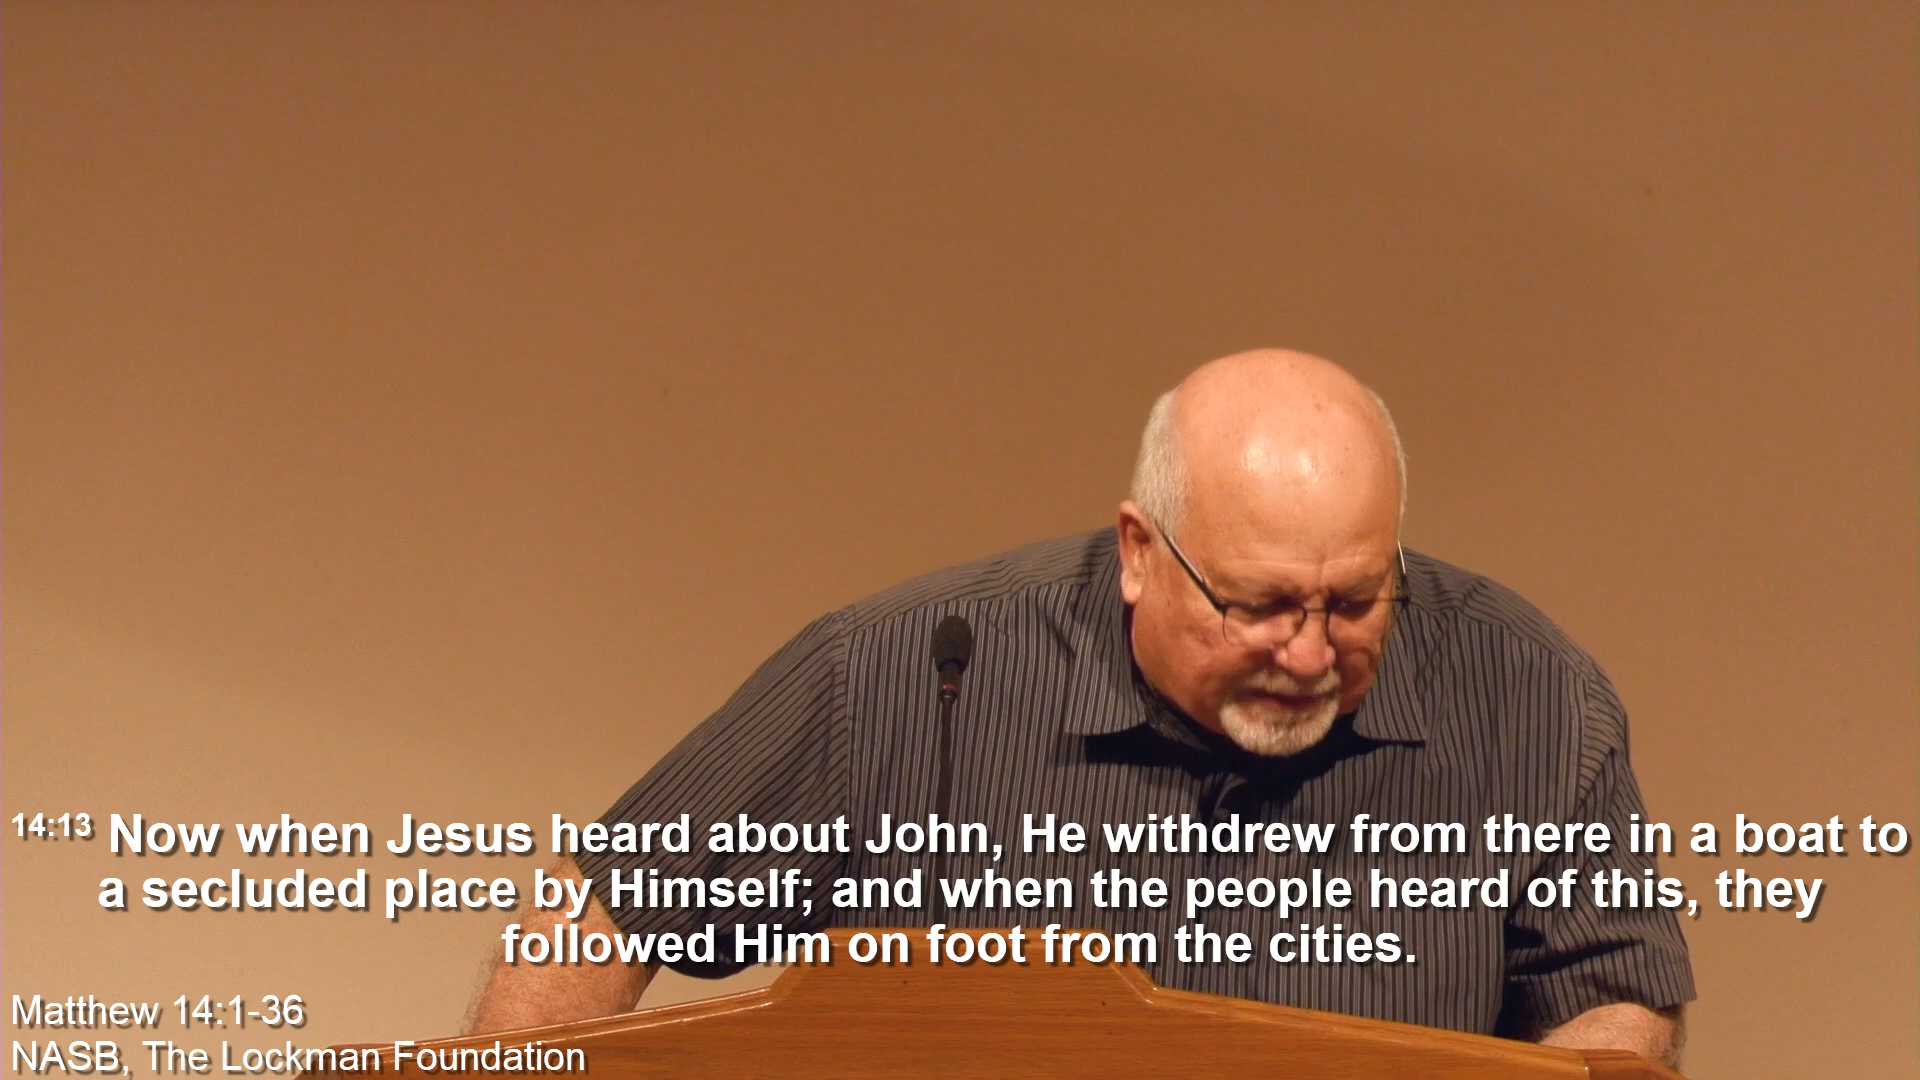 14:13 Now when Jesus heard about John, He withdrew from there in a boat to
a secluded place by Himself; and when the people heard of this, they
followed Him on foot from the cities.
Matthew 14:1-36
NASB, The Lockman Foundation